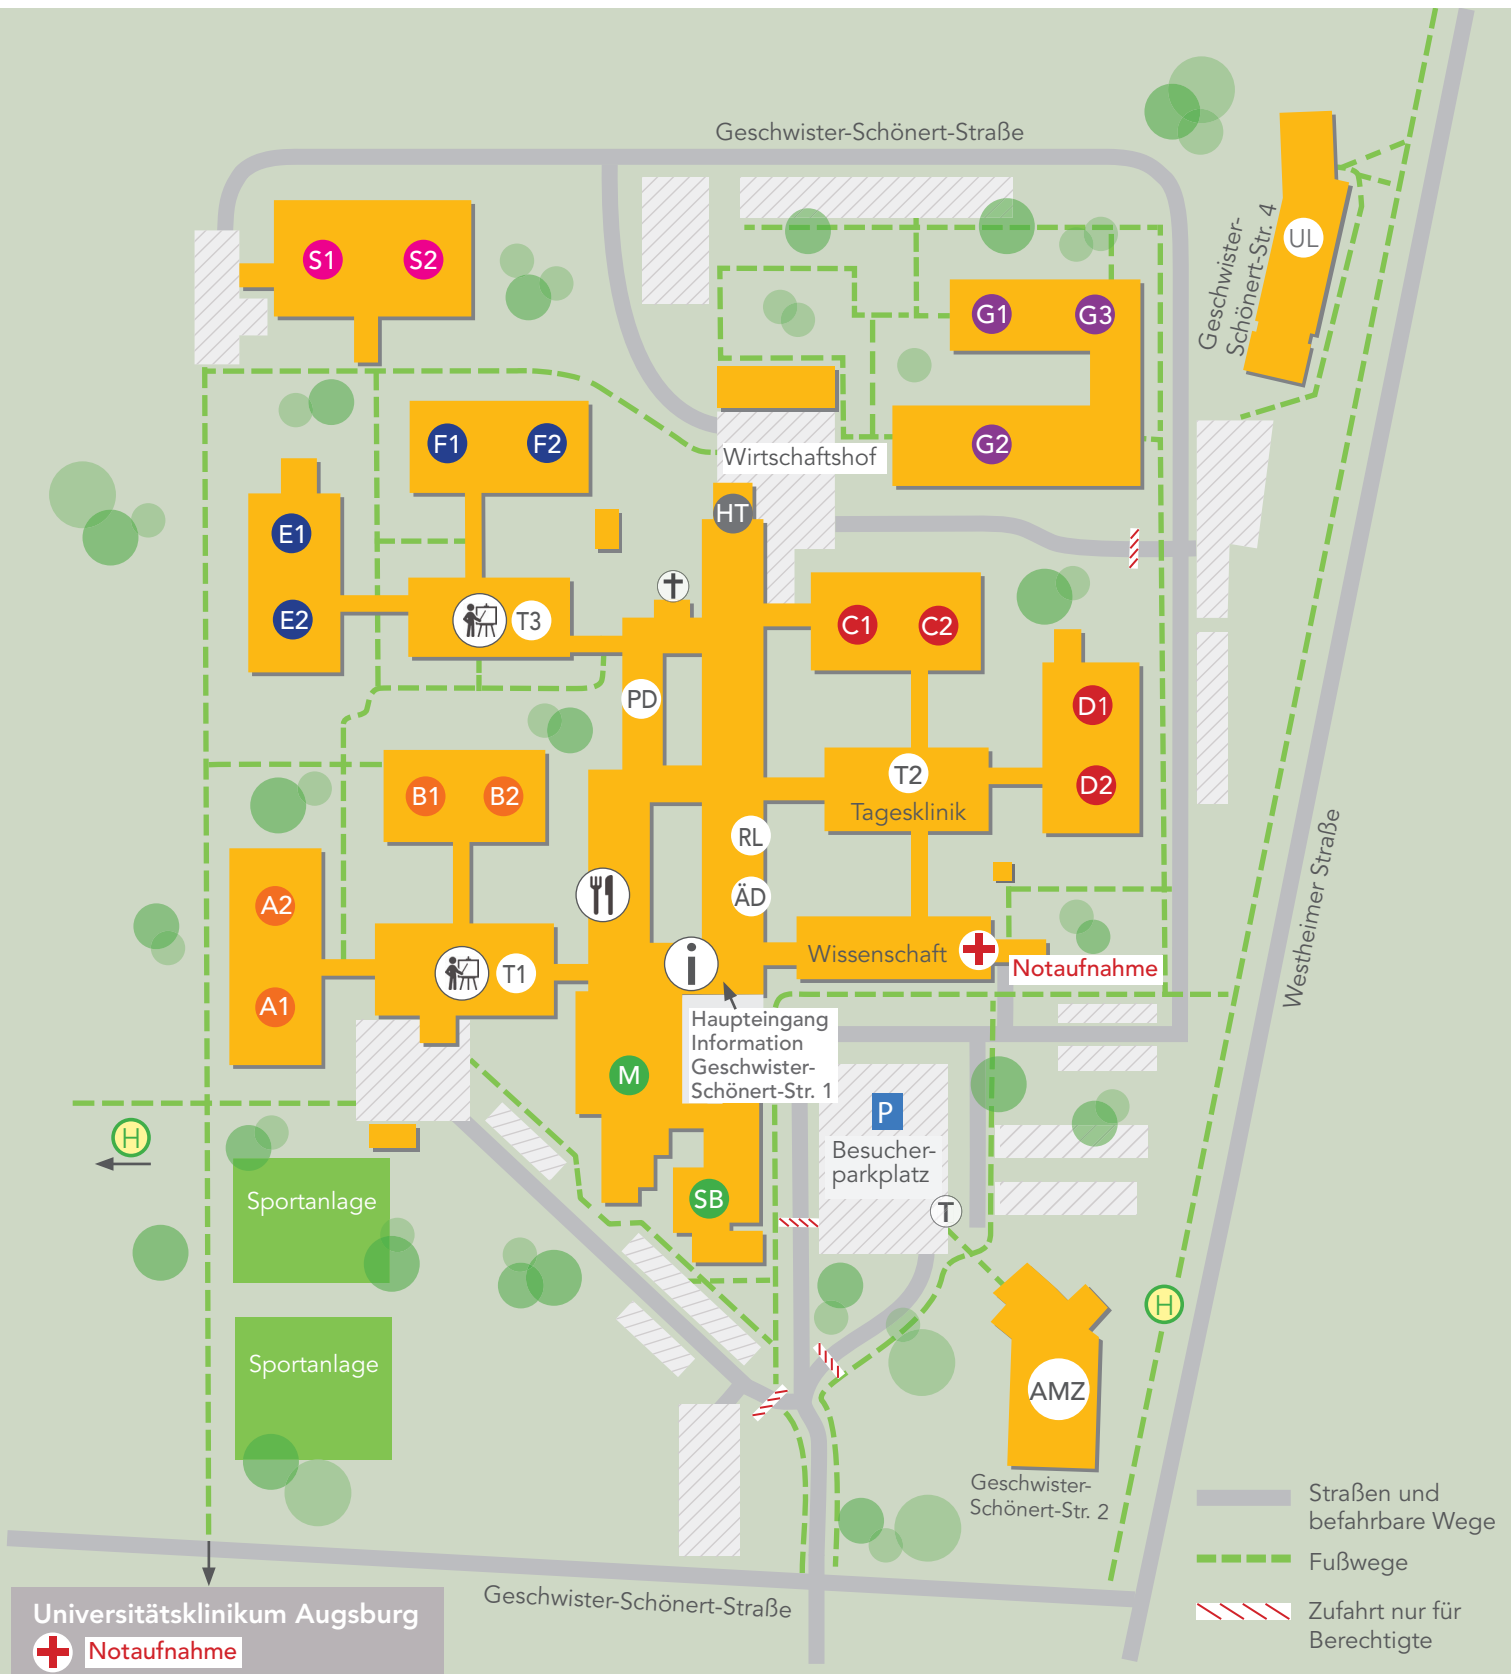 Geschwister-Schönert-Straße
Geschwister-
Schönert-Str. 4
UL
S1
S2
G1
G3
G2
F1
F2
Wirtschaftshof
HT
E1
E2
T3
C1
C2
PD
D1
D2
T2
Tagesklinik
B1
B2
RL
ÄD
A2
A1
T1
i
Wissenschaft
Notaufnahme
Westheimer Straße
Haupteingang
Information
Geschwister-
Schönert-Str. 1
M
P
Besucher-
parkplatz
H
SB
T
Sportanlage
Sportanlage
H
AMZ
Geschwister-
Schönert-Str. 2
Geschwister-Schönert-Straße
Straßen und
befahrbare Wege
Fußwege
Zufahrt nur für
Berechtigte
Universitätsklinikum Augsburg
Notaufnahme